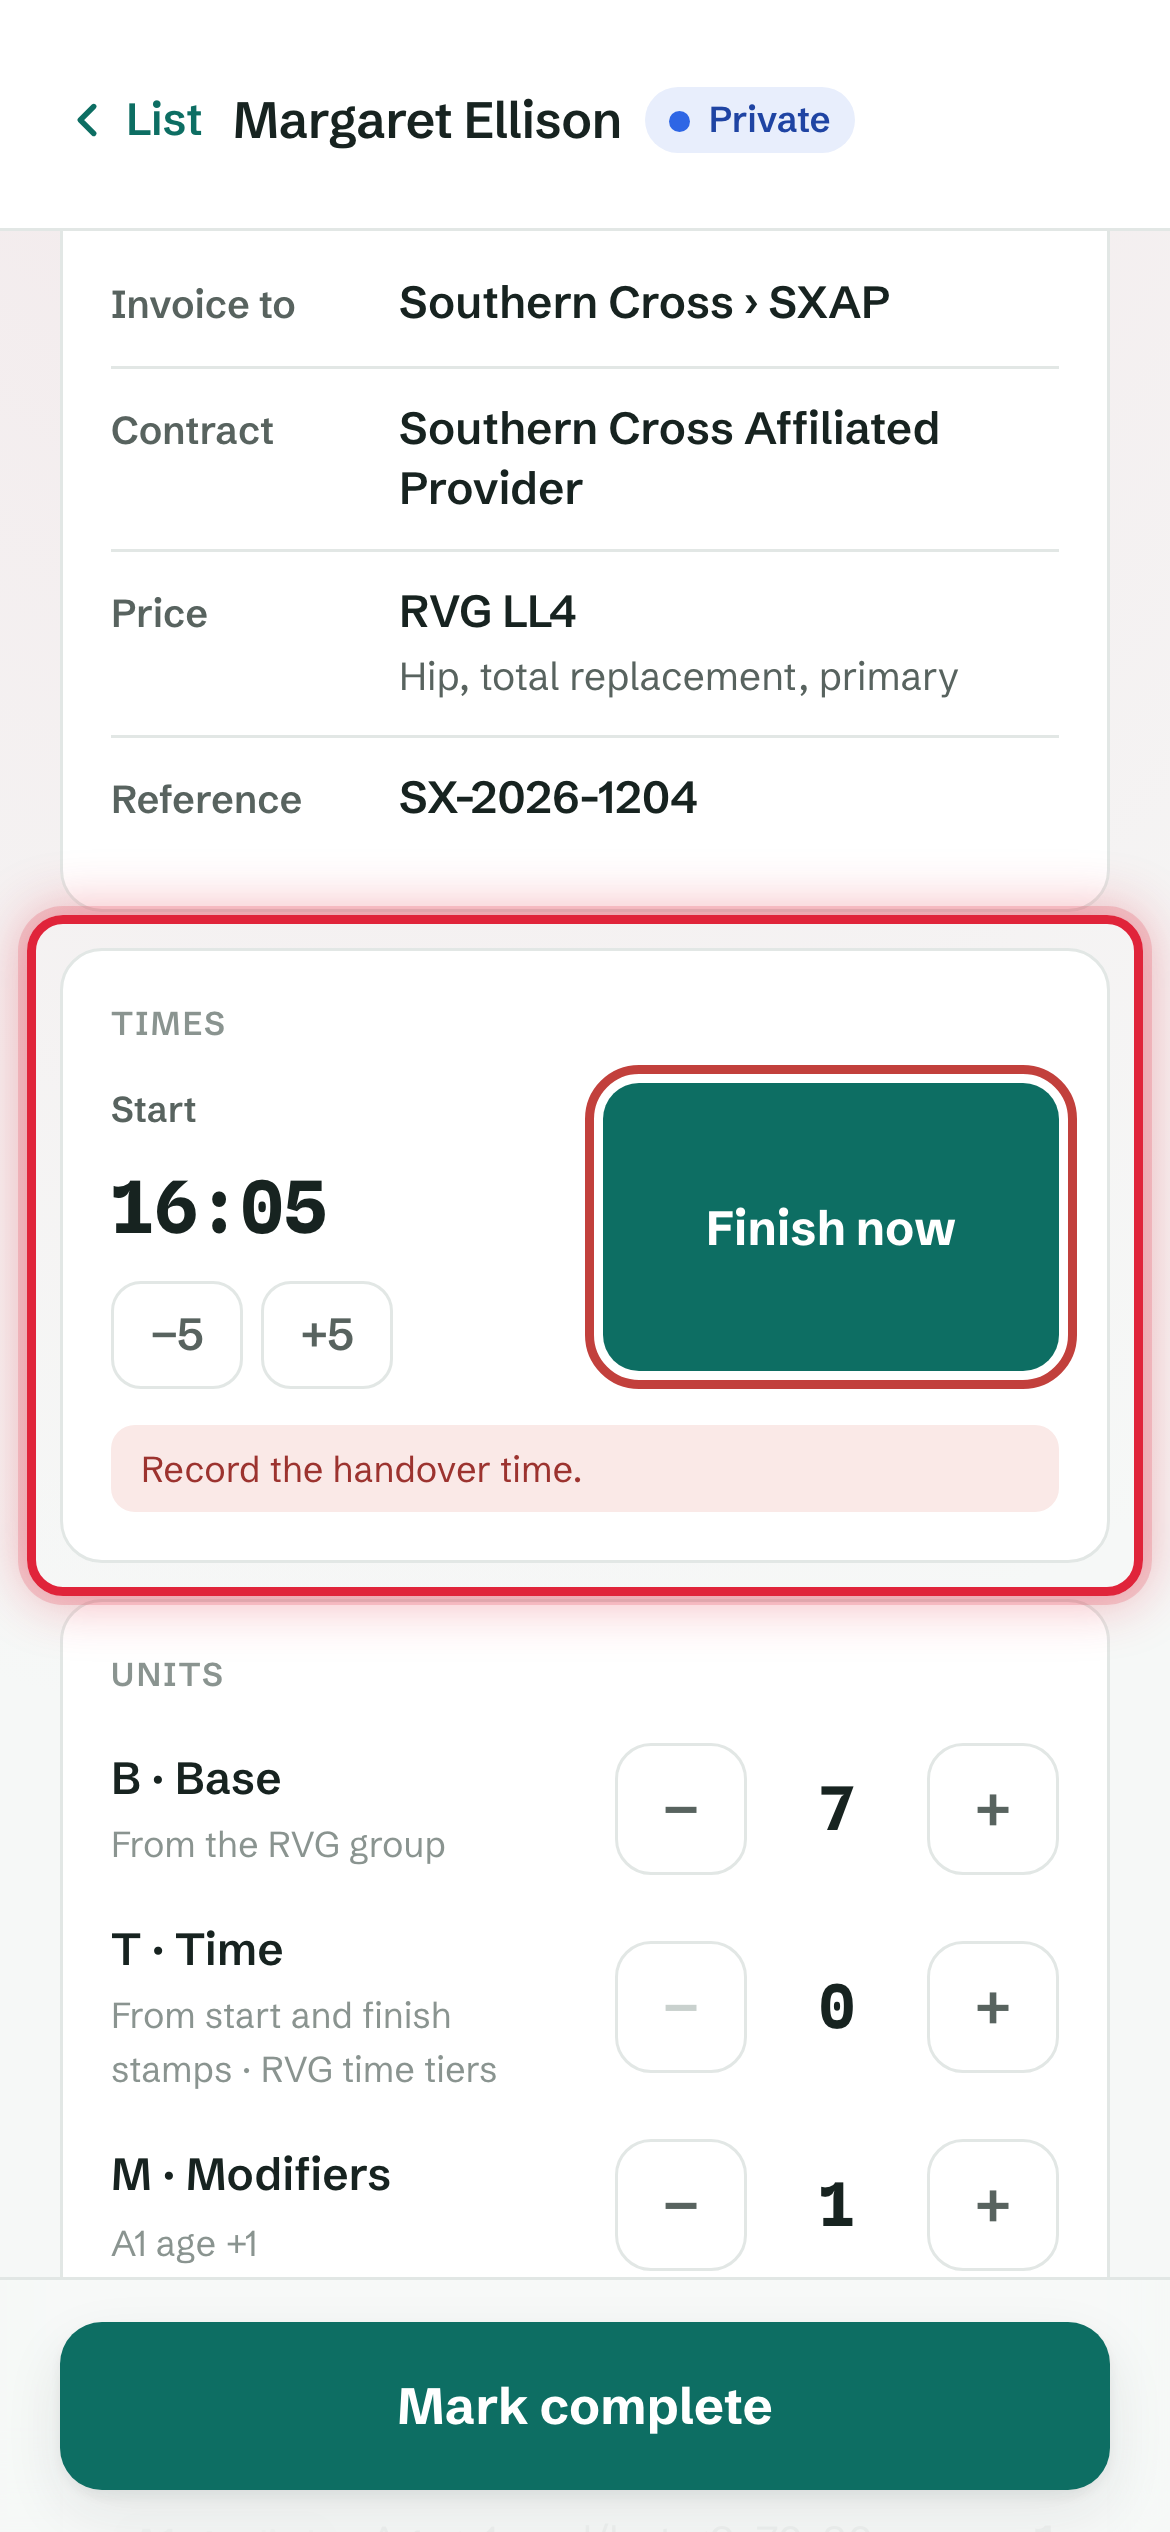 List Margaret Ellison Private
Invoice to Southern Cross › SXAP
Contract Southern Cross Affiliated
Provider
Price RVG LL4
Hip, total replacement, primary
Reference SX-2026-1204
TIMES
Start
16:05
Finish now
−5 +5
Record the handover time.
UNITS
B · Base
From the RVG group
− 7 +
T · Time
From start and finish
stamps · RVG time tiers
− 0 +
M · Modifiers
A1 age +1
− 1 +
Mark complete